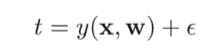 t = y(𝐱, 𝐰) + ϵ